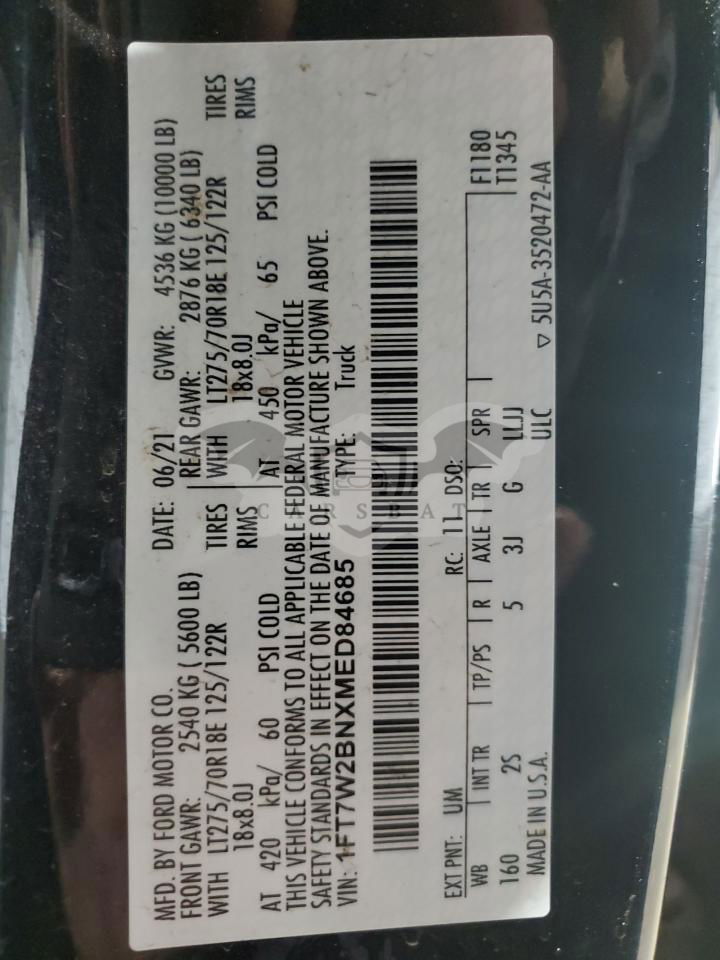 MFD. BY FORD MOTOR CO.
DATE: 06/21 GVWR: 4536 KG (10000 LB)
FRONT GAWR: 2540 KG ( 5600 LB) REAR GAWR: 2876 KG ( 6340 LB)
WITH LT275/70R18E 125/122R TIRES WITH LT275/70R18E 125/122R TIRES
18x8.0J RIMS 18x8.0J RIMS
AT 420 kPa/ 60 PSI COLD AT 450 kPa/ 65 PSI COLD
THIS VEHICLE CONFORMS TO ALL APPLICABLE FEDERAL MOTOR VEHICLE
SAFETY STANDARDS IN EFFECT ON THE DATE OF MANUFACTURE SHOWN ABOVE.
VIN: 1FT7W2BNXMED84685 TYPE: Truck
CARSBAT
EXT PNT: UM RC: 11 DSO: F1180
WB INT TR TP/PS R AXLE TR SPR T1345
160 2S 5 3J G LLJJ
MADE IN U.S.A. ULC ▽ 5U5A-3520472-AA